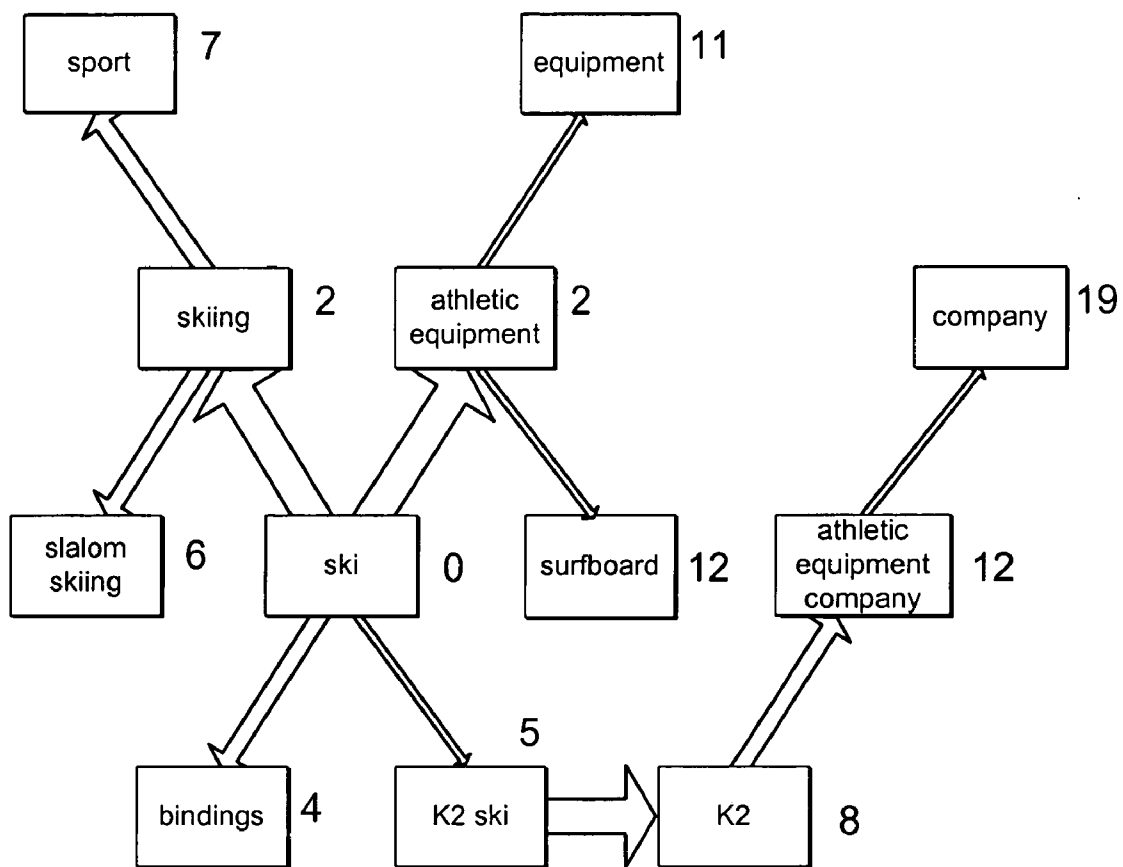 sport
7
equipment
11
skiing
2
athletic
equipment
2
company
19
slalom
skiing
6
ski
0
surfboard
12
athletic
equipment
company
12
bindings
4
K2 ski
5
K2
8